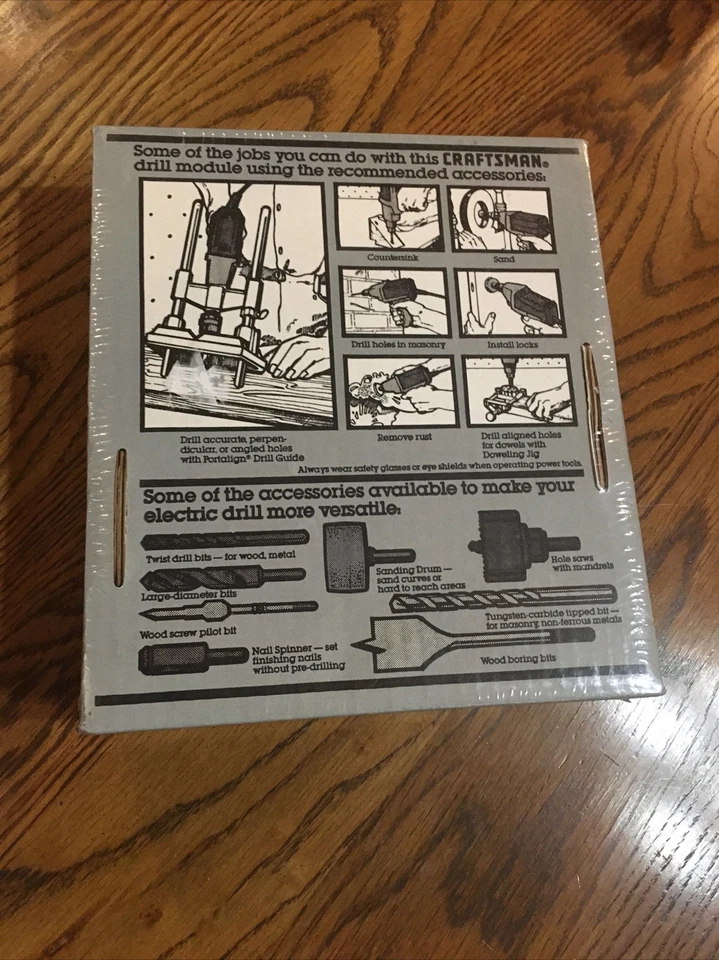 Some of the jobs you can do with this CRAFTSMAN®
drill module using the recommended accessories:
Countersink
Sand
Drill holes in masonry
Install locks
Drill accurate, perpen-
dicular, or angled holes
with Portalign® Drill Guide
Remove rust
Drill aligned holes
for dowels with
Doweling Jig
Always wear safety glasses or eye shields when operating power tools.
Some of the accessories available to make your
electric drill more versatile:
Twist drill bits — for wood, metal
Large-diameter bits
Wood screw pilot bit
Nail Spinner — set
finishing nails
without pre-drilling
Sanding Drum —
sand curves or
hard to reach areas
Hole saws
with mandrels
Tungsten-carbide tipped bit —
for masonry, non-ferrous metals
Wood boring bits